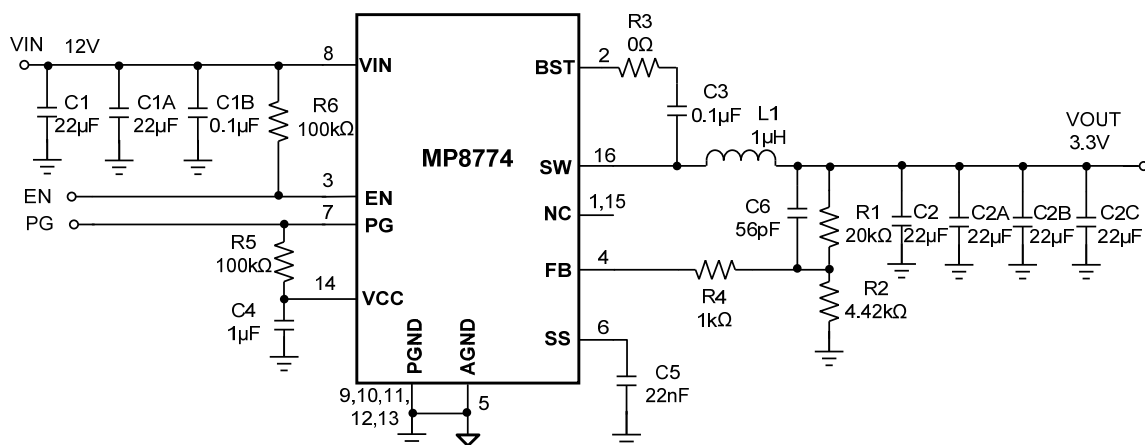 VIN 12V
8
VIN
C1
22µF
C1A
22µF
C1B
0.1µF
R6
100kΩ
EN
3
EN
PG
7
PG
R5
100kΩ
14
VCC
C4
1µF
MP8774
PGND
AGND
9,10,11,
12,13
5
BST
2
R3
0Ω
C3
0.1µF
L1
1µH
SW
16
NC
1,15
FB
4
R4
1kΩ
C6
56pF
R1
20kΩ
R2
4.42kΩ
SS
6
C5
22nF
C2
22µF
C2A
22µF
C2B
22µF
C2C
22µF
VOUT
3.3V